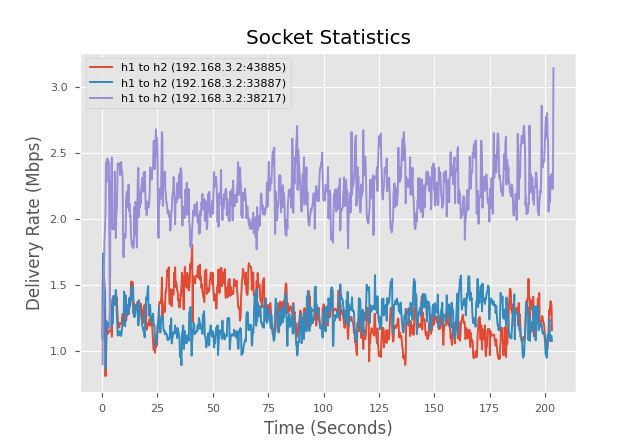 Socket Statistics
h1 to h2 (192.168.3.2:43885)
h1 to h2 (192.168.3.2:33887)
h1 to h2 (192.168.3.2:38217)
Delivery Rate (Mbps)
3.0
2.5
2.0
1.5
1.0
0 25 50 75 100 125 150 175 200
Time (Seconds)